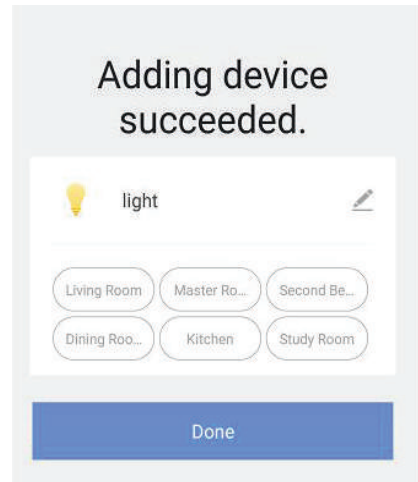 Adding device
succeeded.
light
Living Room Master Ro... Second Be...
Dining Roo... Kitchen Study Room
Done